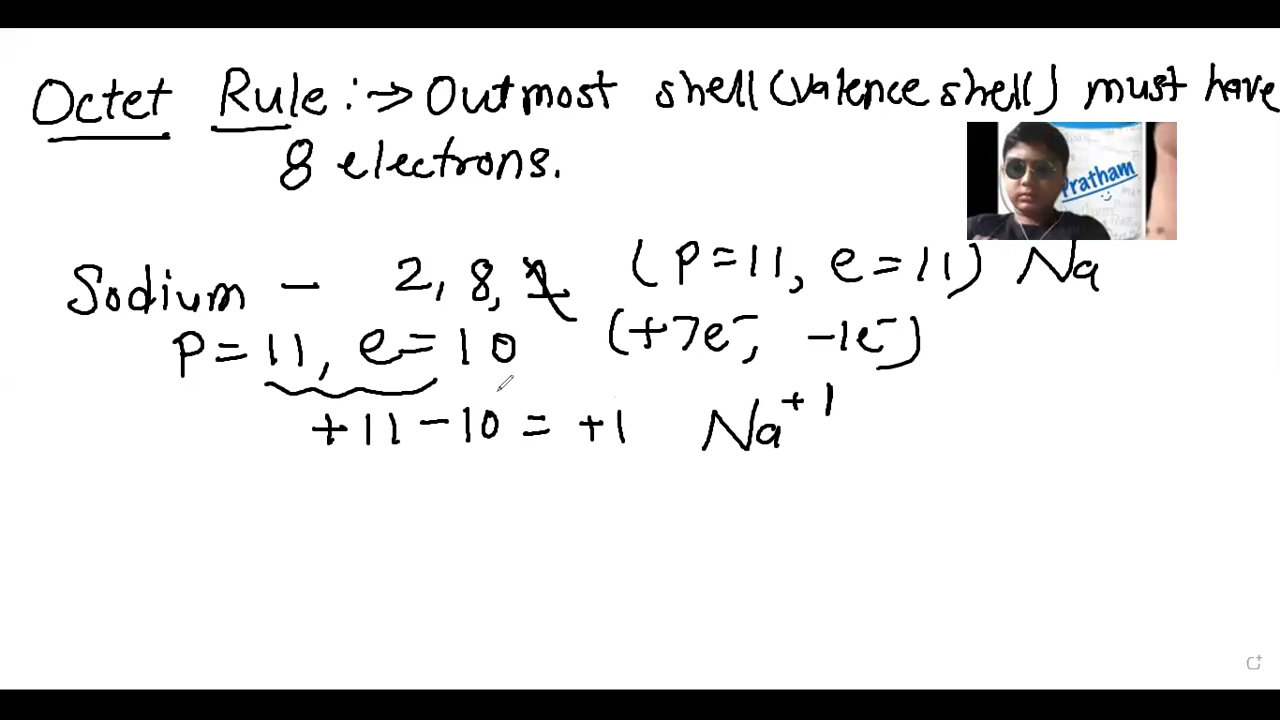 Octet Rule :→ Outmost shell (valence shell) must have
8 electrons.
Pratham
Sodium - 2, 8, 1 (P=11, e=11) Na
P=11, e=10 (+7e⁻, -1e⁻)
+11-10 = +1 Na⁺¹